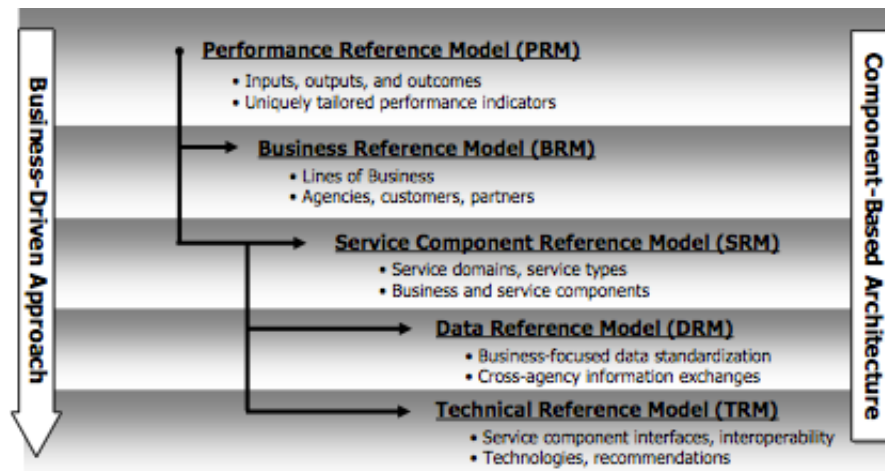 Business-Driven Approach
Performance Reference Model (PRM)
• Inputs, outputs, and outcomes
• Uniquely tailored performance indicators
Business Reference Model (BRM)
• Lines of Business
• Agencies, customers, partners
Service Component Reference Model (SRM)
• Service domains, service types
• Business and service components
Data Reference Model (DRM)
• Business-focused data standardization
• Cross-agency information exchanges
Technical Reference Model (TRM)
• Service component interfaces, interoperability
• Technologies, recommendations
Component-Based Architecture